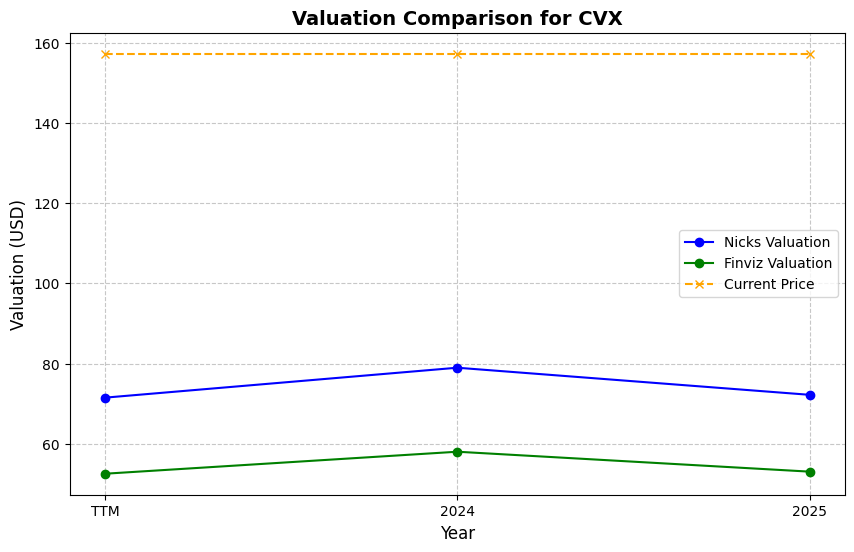 Valuation Comparison for CVX
160
140
120
100
80
60
Valuation (USD)
Nicks Valuation
Finviz Valuation
Current Price
TTM
2024
2025
Year